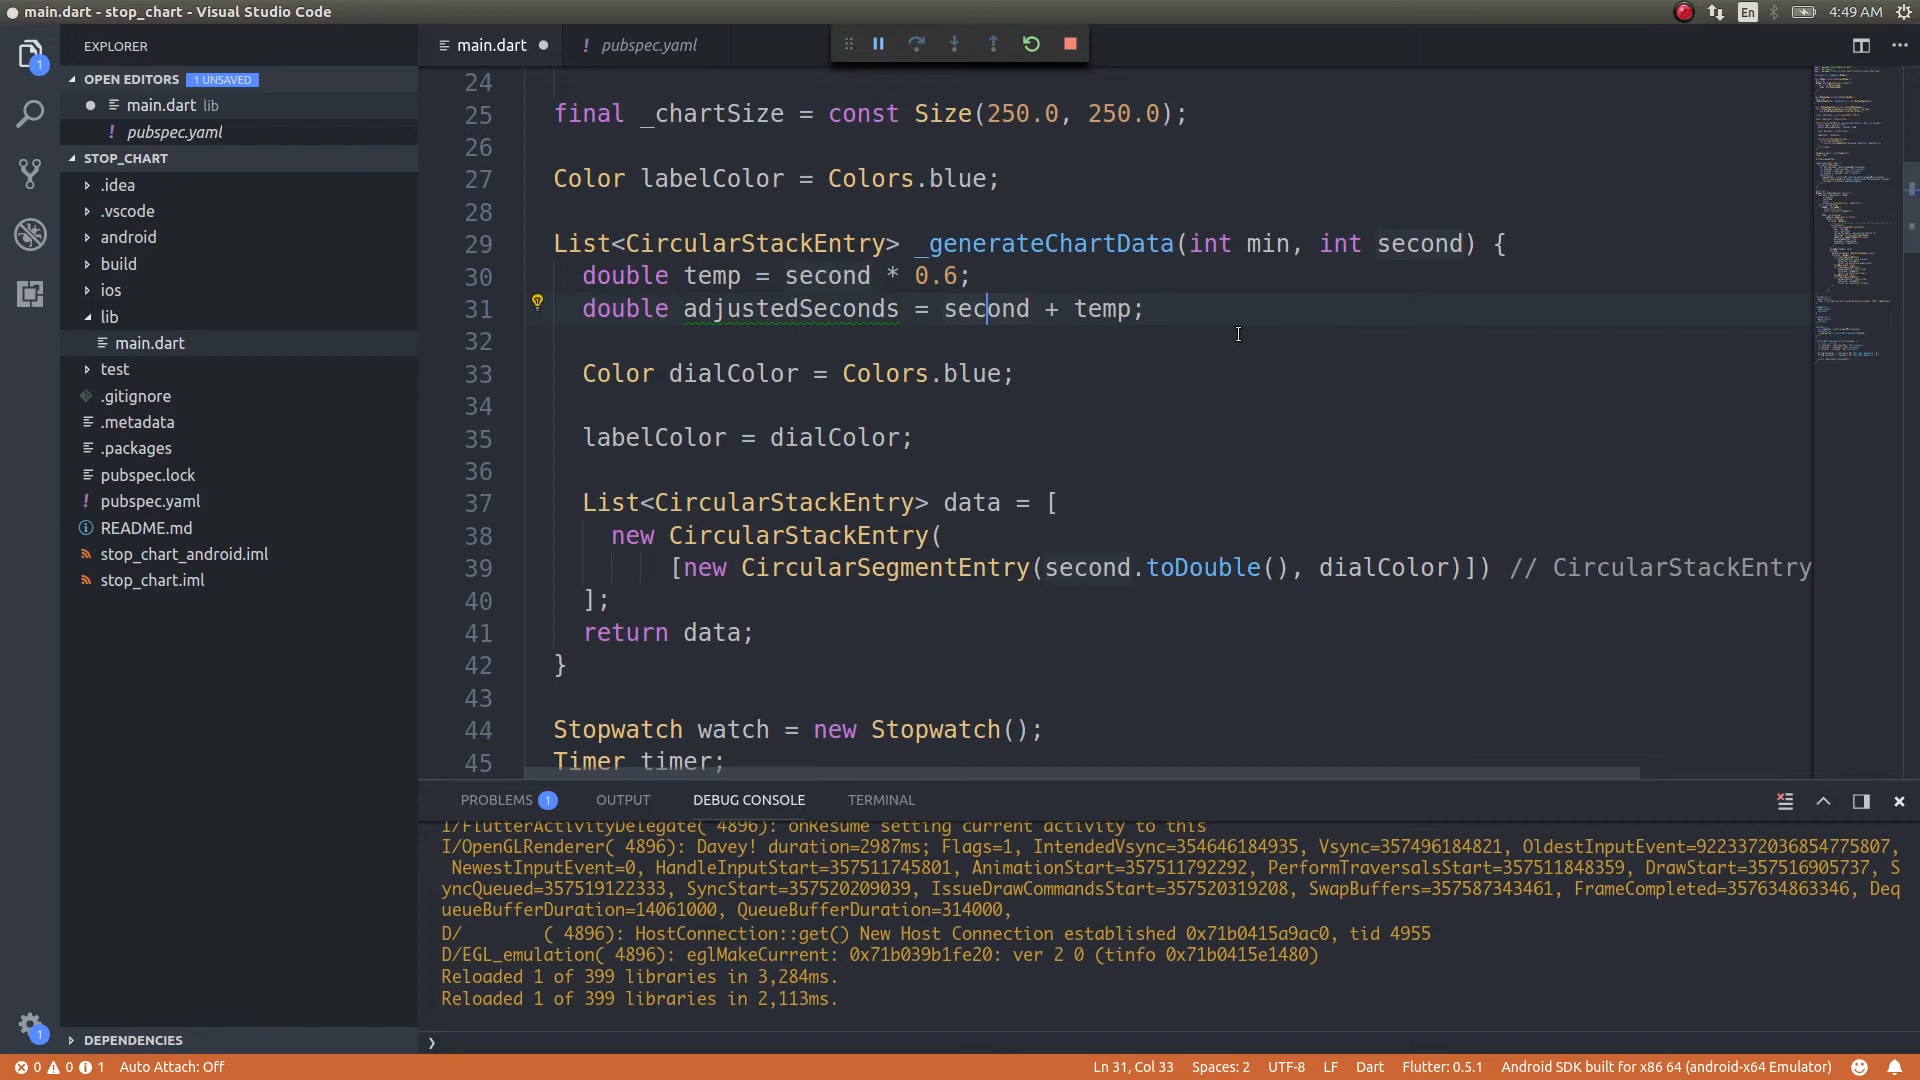 main.dart - stop_chart - Visual Studio Code
En
4:49 AM
EXPLORER
OPEN EDITORS 1 UNSAVED
main.dart lib
pubspec.yaml
STOP_CHART
.idea
.vscode
android
build
ios
lib
main.dart
test
.gitignore
.metadata
.packages
pubspec.lock
pubspec.yaml
README.md
stop_chart_android.iml
stop_chart.iml
DEPENDENCIES
1
1
main.dart
! pubspec.yaml
24
25 final _chartSize = const Size(250.0, 250.0);
26
27 Color labelColor = Colors.blue;
28
29 List<CircularStackEntry> _generateChartData(int min, int second) {
30 double temp = second * 0.6;
31 double adjustedSeconds = second + temp;
32
33 Color dialColor = Colors.blue;
34
35 labelColor = dialColor;
36
37 List<CircularStackEntry> data = [
38 new CircularStackEntry(
39 [new CircularSegmentEntry(second.toDouble(), dialColor)]) // CircularStackEntry
40 ];
41 return data;
42 }
43
44 Stopwatch watch = new Stopwatch();
45 Timer timer;
PROBLEMS 1 OUTPUT DEBUG CONSOLE TERMINAL
I/FlutterActivityDelegate( 4896): onResume setting current activity to this
I/OpenGLRenderer( 4896): Davey! duration=2987ms; Flags=1, IntendedVsync=354646184935, Vsync=357496184821, OldestInputEvent=9223372036854775807,
NewestInputEvent=0, HandleInputStart=357511745801, AnimationStart=357511792292, PerformTraversalsStart=357511848359, DrawStart=357516905737, S
yncQueued=357519122333, SyncStart=357520209039, IssueDrawCommandsStart=357520319208, SwapBuffers=357587343461, FrameCompleted=357634863346, Deq
ueueBufferDuration=14061000, QueueBufferDuration=314000,
D/ ( 4896): HostConnection::get() New Host Connection established 0x71b0415a9ac0, tid 4955
D/EGL_emulation( 4896): eglMakeCurrent: 0x71b039b1fe20: ver 2 0 (tinfo 0x71b0415e1480)
Reloaded 1 of 399 libraries in 3,284ms.
Reloaded 1 of 399 libraries in 2,113ms.
0 0 1 Auto Attach: Off Ln 31, Col 33 Spaces: 2 UTF-8 LF Dart Flutter: 0.5.1 Android SDK built for x86 64 (android-x64 Emulator)